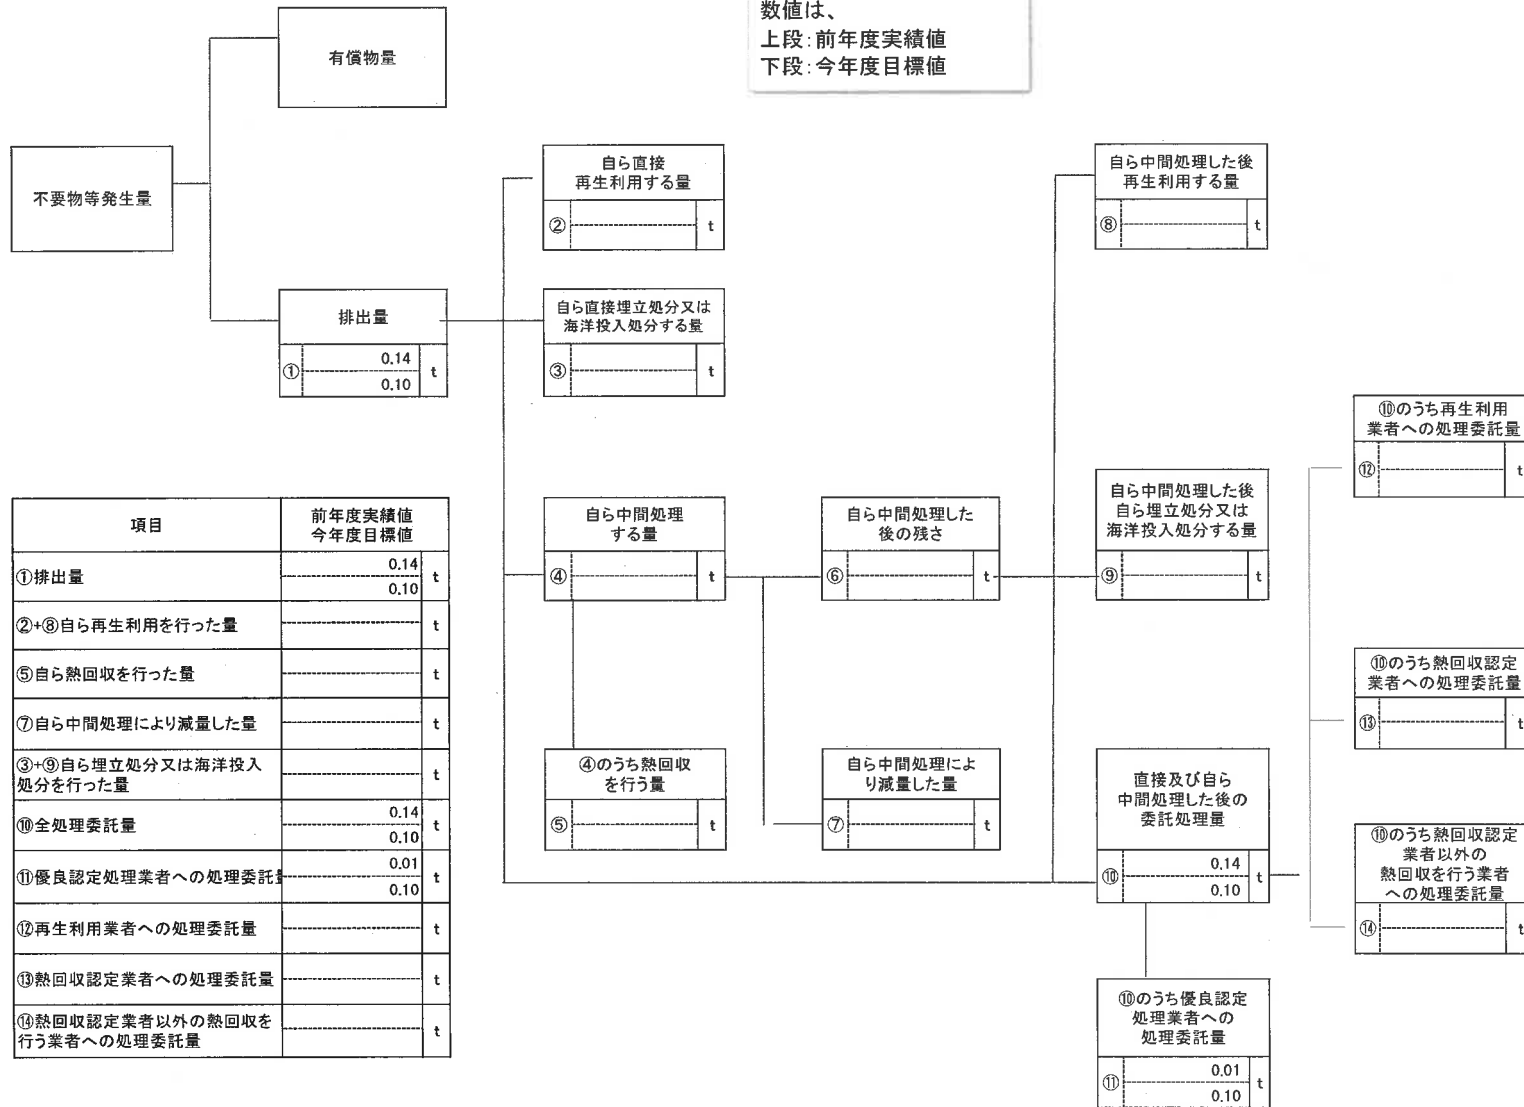 数値は、
上段:前年度実績値
下段:今年度目標値
有償物量
不要物等発生量
自ら直接
再生利用する量
② t
自ら中間処理した後
再生利用する量
⑧ t
排出量
0.14
① t
0.10
自ら直接埋立処分又は
海洋投入処分する量
③ t
⑩のうち再生利用
業者への処理委託量
⑫ t
自ら中間処理
する量
④ t
自ら中間処理した
後の残さ
⑥ t
自ら中間処理した後
自ら埋立処分又は
海洋投入処分する量
⑨ t
⑩のうち熱回収認定
業者への処理委託量
⑬ t
④のうち熱回収
を行う量
⑤ t
自ら中間処理によ
り減量した量
⑦ t
直接及び自ら
中間処理した後の
委託処理量
0.14
⑩ t
0.10
⑩のうち熱回収認定
業者以外の
熱回収を行う業者
への処理委託量
⑭ t
⑩のうち優良認定
処理業者への
処理委託量
0.01
⑪ t
0.10
項目 前年度実績値
今年度目標値
①排出量 0.14 t
0.10
②+⑧自ら再生利用を行った量 t
⑤自ら熱回収を行った量 t
⑦自ら中間処理により減量した量 t
③+⑨自ら埋立処分又は海洋投入
処分を行った量 t
⑩全処理委託量 0.14 t
0.10
⑪優良認定処理業者への処理委託 0.01 t
0.10
⑫再生利用業者への処理委託量 t
⑬熱回収認定業者への処理委託量 t
⑭熱回収認定業者以外の熱回収を
行う業者への処理委託量 t